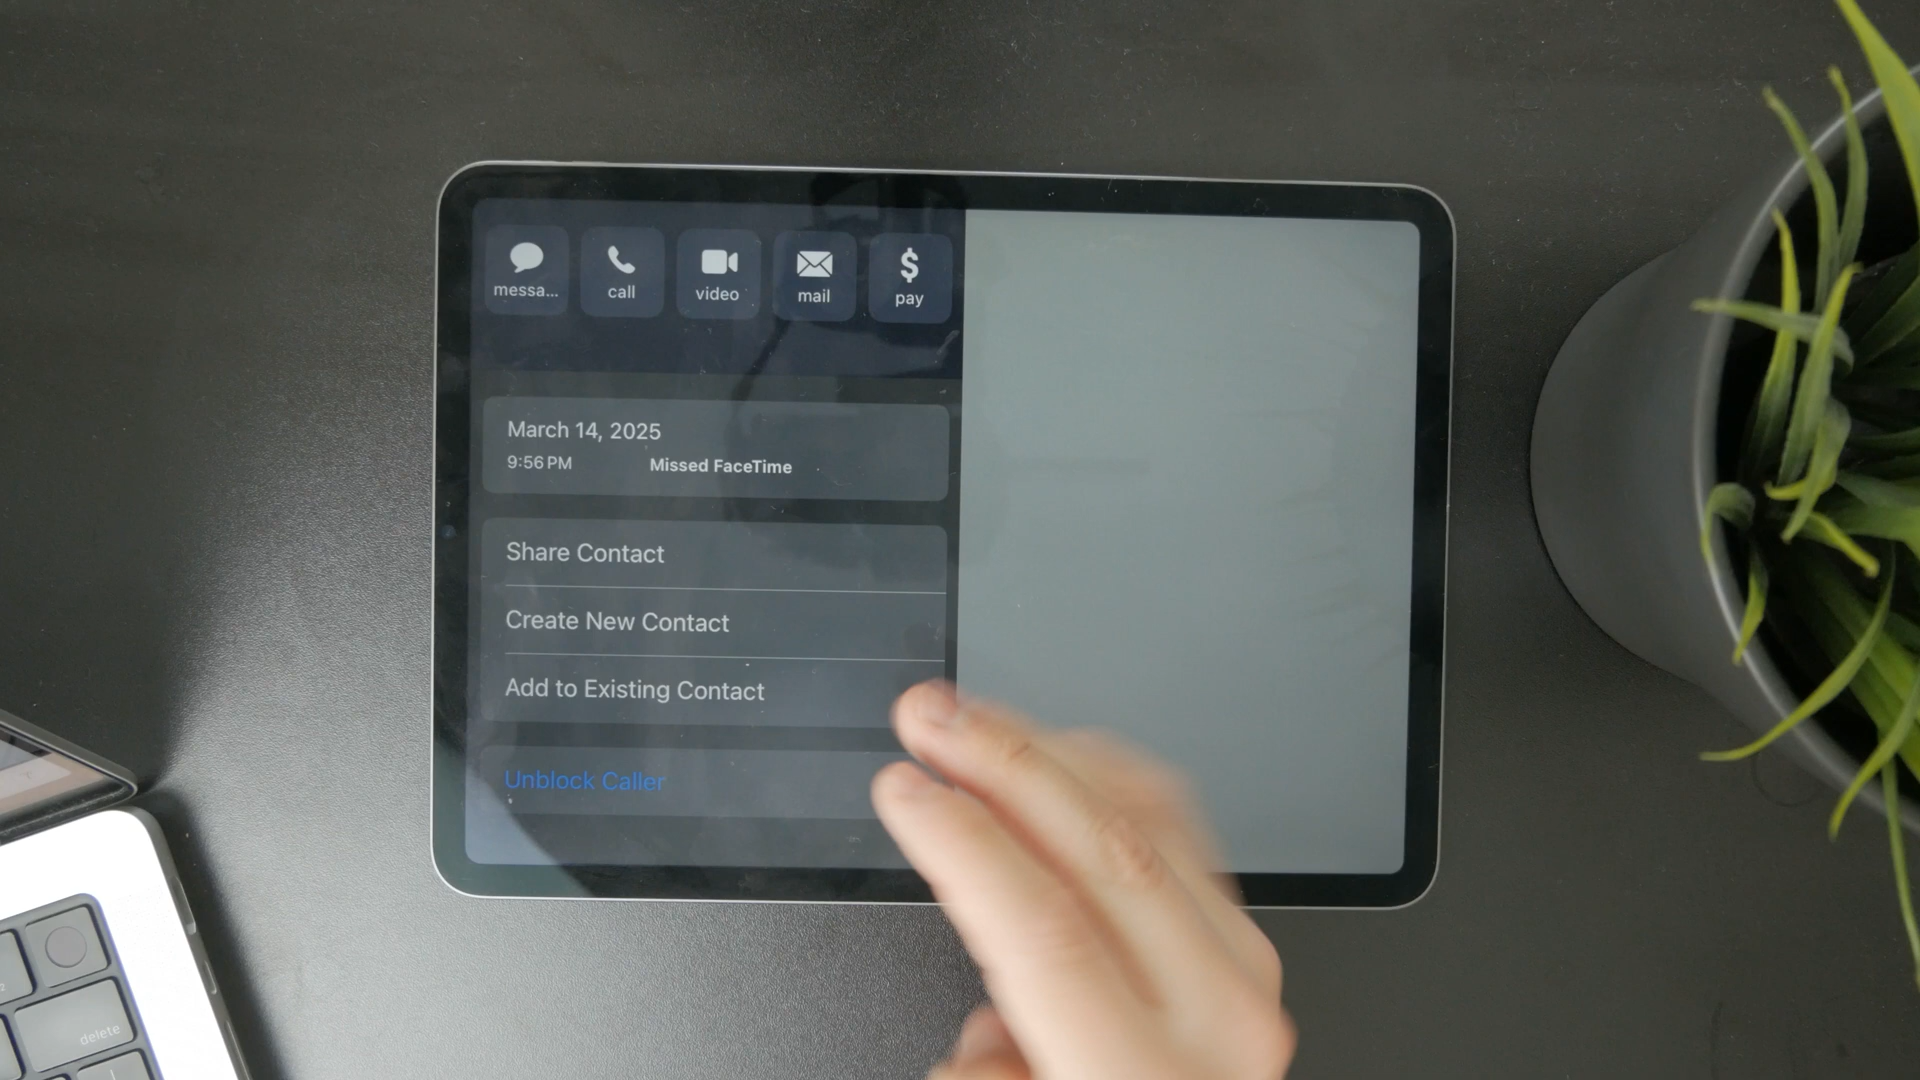 messa...
call
video
mail
pay
March 14, 2025
9:56 PM
Missed FaceTime
Share Contact
Create New Contact
Add to Existing Contact
Unblock Caller
delete